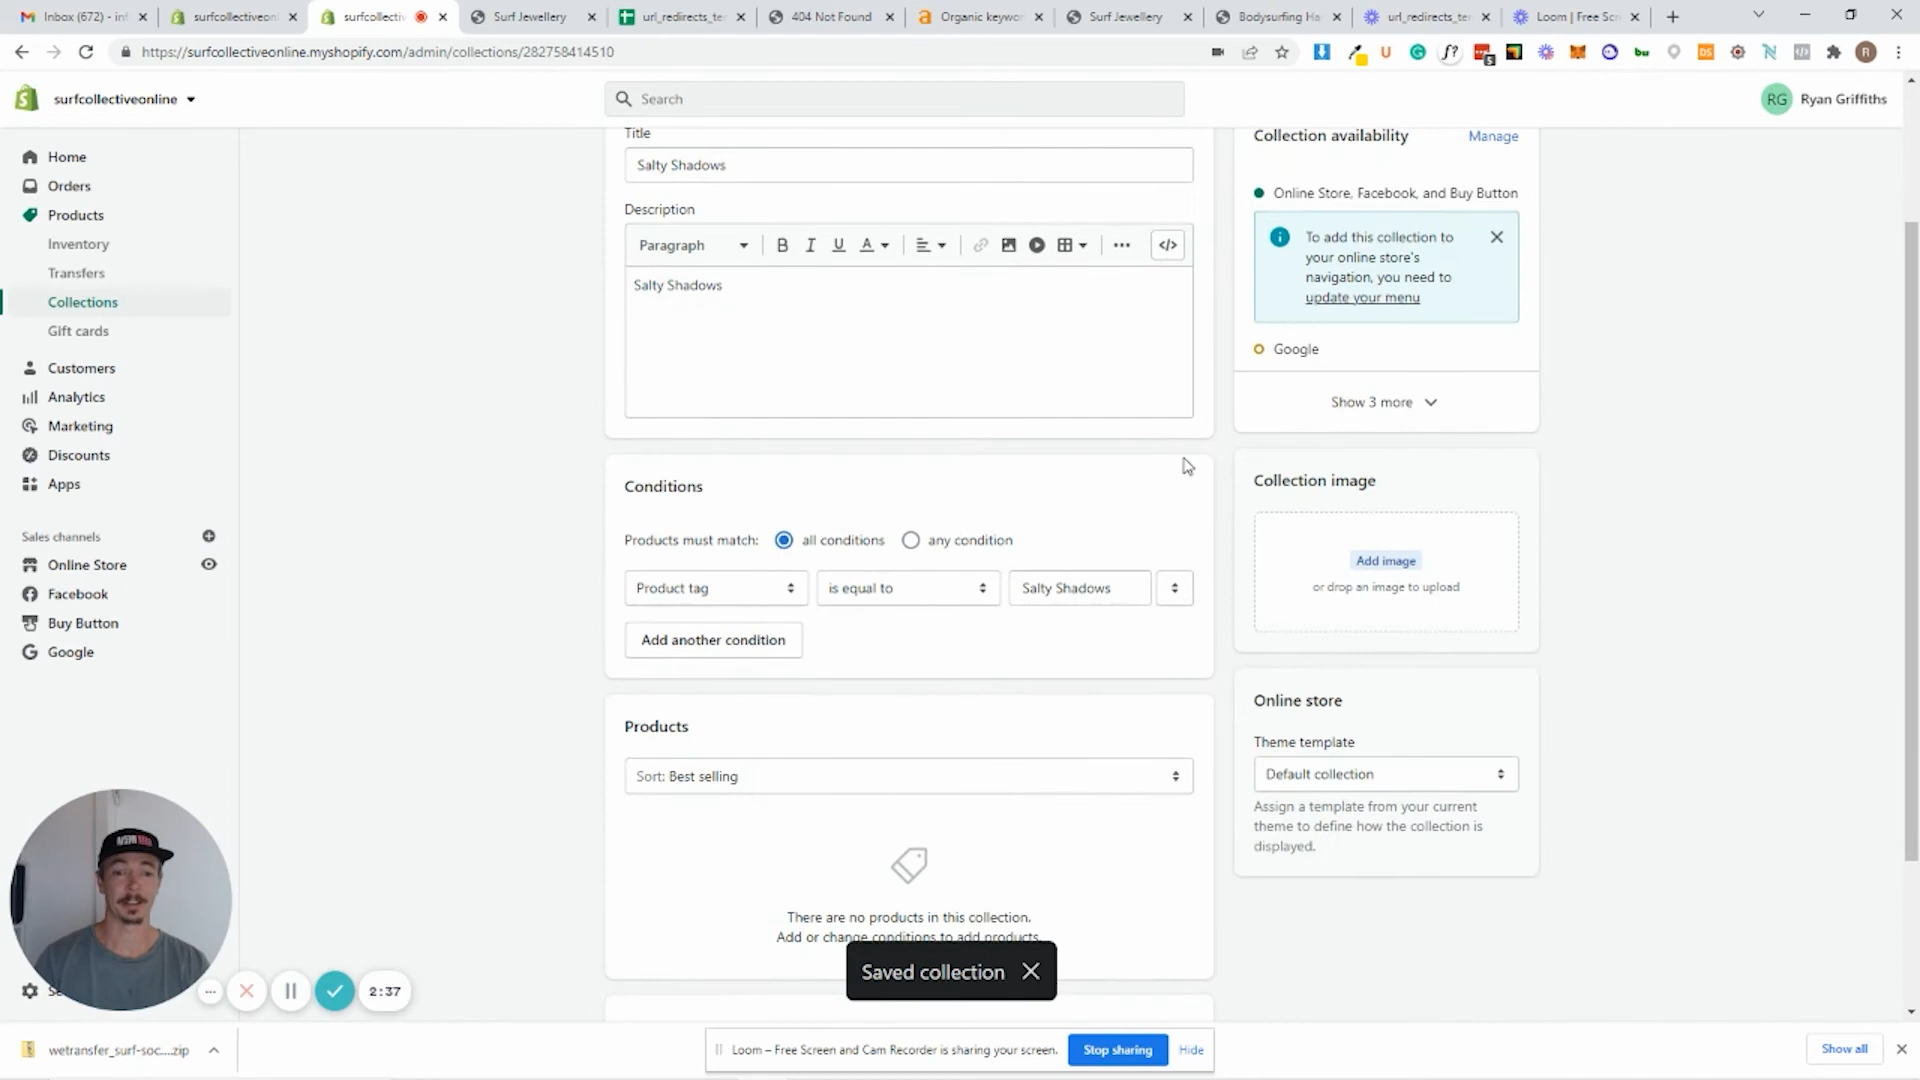 Inbox (672) - in
surfcollectiveon
surfcollectiv
Surf Jewellery
url_redirects_te
404 Not Found
Organic keywo
Surf Jewellery
Bodysurfing Ha
url_redirects_te
Loom | Free Scr
https://surfcollectiveonline.myshopify.com/admin/collections/282758414510
surfcollectiveonline
Search
RG Ryan Griffiths
Home
Orders
Products
Inventory
Transfers
Collections
Gift cards
Customers
Analytics
Marketing
Discounts
Apps
Sales channels
Online Store
Facebook
Buy Button
Google
Title
Salty Shadows
Description
Paragraph B I U A ... </>
Salty Shadows
Conditions
Products must match: all conditions any condition
Product tag is equal to Salty Shadows
Add another condition
Products
Sort: Best selling
There are no products in this collection.
Add or change conditions to add products.
Saved collection
Collection availability Manage
Online Store, Facebook, and Buy Button
To add this collection to
your online store's
navigation, you need to
update your menu
Google
Show 3 more
Collection image
Add image
or drop an image to upload
Online store
Theme template
Default collection
Assign a template from your current
theme to define how the collection is
displayed.
2:37
wetransfer_surf-soc....zip
Loom – Free Screen and Cam Recorder is sharing your screen. Stop sharing Hide
Show all